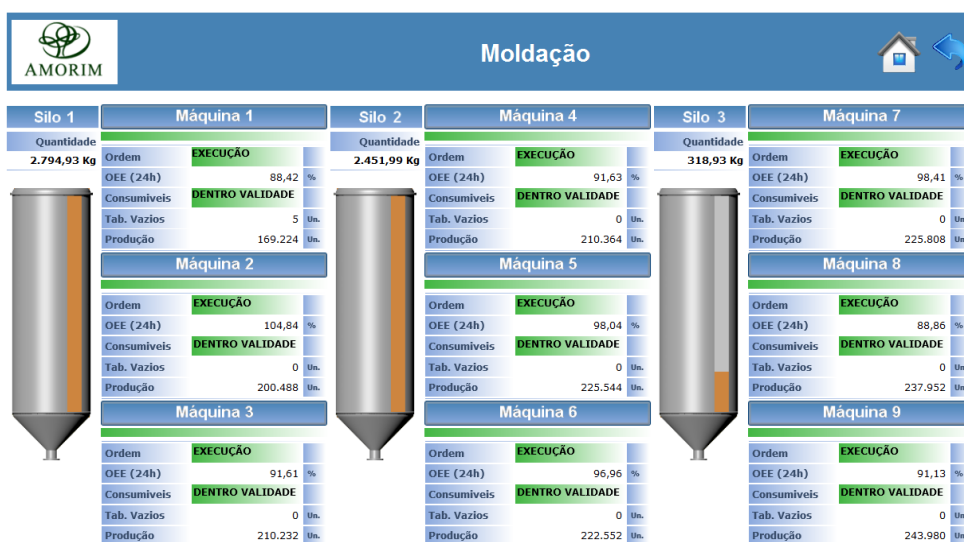 AMORIM
Moldação
Silo 1
Quantidade
2.794,93 Kg
Máquina 1
Ordem EXECUÇÃO
OEE (24h) 88,42 %
Consumiveis DENTRO VALIDADE
Tab. Vazios 5 Un.
Produção 169.224 Un.
Máquina 2
Ordem EXECUÇÃO
OEE (24h) 104,84 %
Consumiveis DENTRO VALIDADE
Tab. Vazios 0 Un.
Produção 200.488 Un.
Máquina 3
Ordem EXECUÇÃO
OEE (24h) 91,61 %
Consumiveis DENTRO VALIDADE
Tab. Vazios 0 Un.
Produção 210.232 Un.
Silo 2
Quantidade
2.451,99 Kg
Máquina 4
Ordem EXECUÇÃO
OEE (24h) 91,63 %
Consumiveis DENTRO VALIDADE
Tab. Vazios 0 Un.
Produção 210.364 Un.
Máquina 5
Ordem EXECUÇÃO
OEE (24h) 98,04 %
Consumiveis DENTRO VALIDADE
Tab. Vazios 0 Un.
Produção 225.544 Un.
Máquina 6
Ordem EXECUÇÃO
OEE (24h) 96,96 %
Consumiveis DENTRO VALIDADE
Tab. Vazios 0 Un.
Produção 222.552 Un.
Silo 3
Quantidade
318,93 Kg
Máquina 7
Ordem EXECUÇÃO
OEE (24h) 98,41 %
Consumiveis DENTRO VALIDADE
Tab. Vazios 0 Un
Produção 225.808 Un
Máquina 8
Ordem EXECUÇÃO
OEE (24h) 88,86 %
Consumiveis DENTRO VALIDADE
Tab. Vazios 0 Un
Produção 237.952 Un
Máquina 9
Ordem EXECUÇÃO
OEE (24h) 91,13 %
Consumiveis DENTRO VALIDADE
Tab. Vazios 0 Un
Produção 243.980 Un